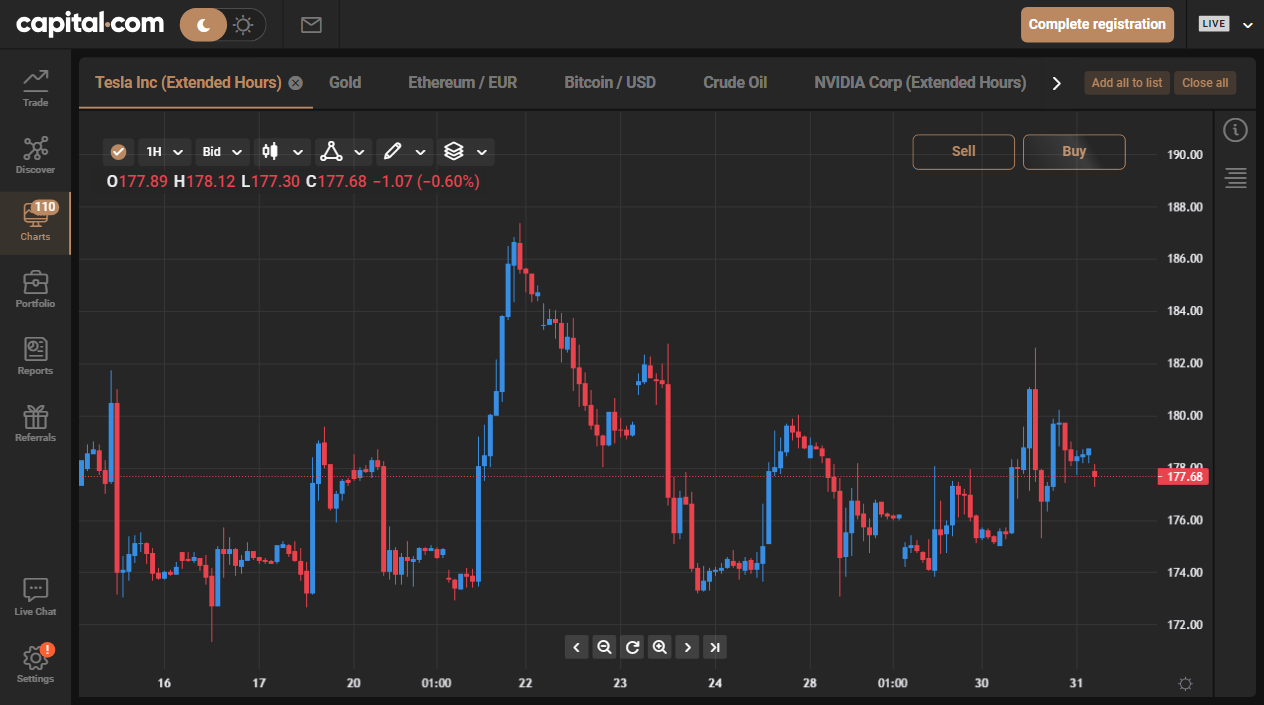 capital.com
Complete registration
LIVE
Trade
Discover
110
Charts
Portfolio
Reports
Referrals
Live Chat
!
Settings
Tesla Inc (Extended Hours)
Gold
Ethereum / EUR
Bitcoin / USD
Crude Oil
NVIDIA Corp (Extended Hours)
Add all to list
Close all
1H
Bid
Sell
Buy
O177.89 H178.12 L177.30 C177.68 −1.07 (−0.60%)
190.00
188.00
186.00
184.00
182.00
180.00
178.00
177.68
176.00
174.00
172.00
16 17 20 01:00 22 23 24 28 01:00 30 31